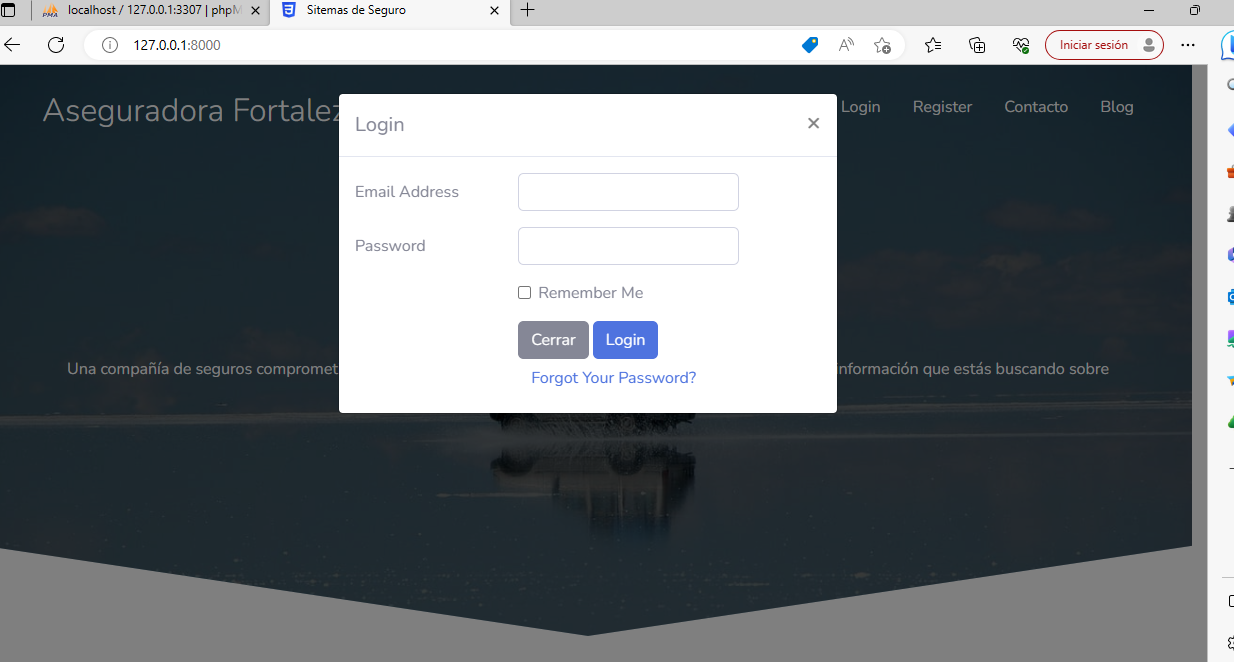 localhost / 127.0.0.1:3307 | phpM
Sitemas de Seguro
127.0.0.1:8000
Iniciar sesión
Aseguradora Fortalez
Login
Register
Contacto
Blog
Login
Email Address
Password
Remember Me
Cerrar
Login
Forgot Your Password?
Una compañía de seguros compromet
información que estás buscando sobre